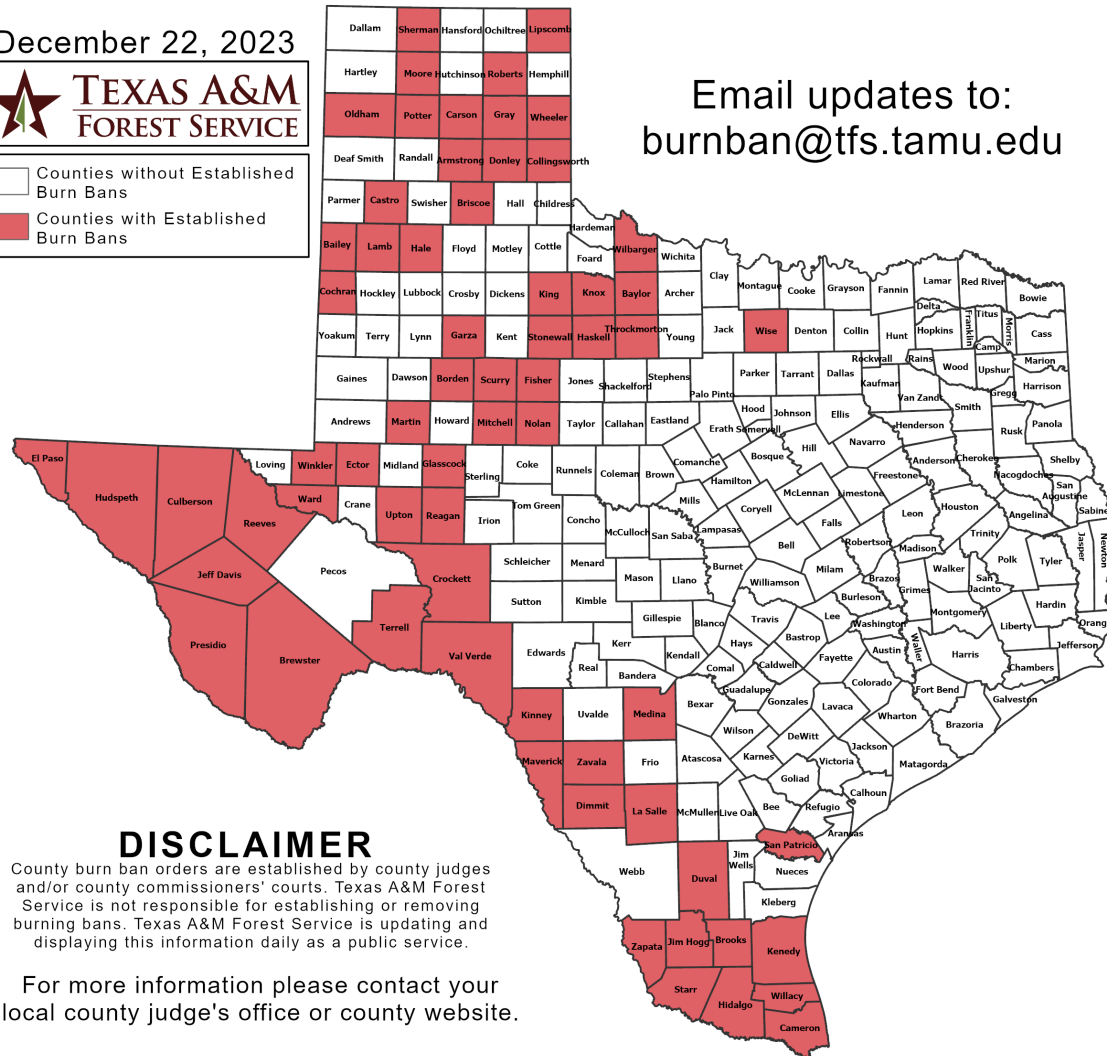 December 22, 2023
TEXAS A&M
FOREST SERVICE
Counties without Established
Burn Bans
Counties with Established
Burn Bans
Email updates to:
burnban@tfs.tamu.edu
Dallam Sherman Hansford Ochiltree Lipscomb
Hartley Moore Hutchinson Roberts Hemphill
Oldham Potter Carson Gray Wheeler
Deaf Smith Randall Armstrong Donley Collingsworth
Parmer Castro Swisher Briscoe Hall Childress
Hardeman
Bailey Lamb Hale Floyd Motley Cottle Foard Wilbarger Wichita
Cochran Hockley Lubbock Crosby Dickens King Knox Baylor Archer Clay Montague Cooke Grayson Fannin Lamar Red River Bowie
Delta Titus Franklin Morris
Yoakum Terry Lynn Garza Kent Stonewall Haskell Throckmorton Young Jack Wise Denton Collin Hunt Hopkins Camp Cass
Rockwall Rains Wood Upshur Marion
Gaines Dawson Borden Scurry Fisher Jones Shackelford Stephens Palo Pinto Parker Tarrant Dallas Kaufman Van Zandt Gregg Harrison
Andrews Martin Howard Mitchell Nolan Taylor Callahan Eastland Erath Hood Somervell Johnson Ellis Henderson Smith Rusk Panola
El Paso Loving Winkler Ector Midland Glasscock Sterling Coke Runnels Coleman Brown Comanche Bosque Hill Navarro Anderson Cherokee Shelby
Hudspeth Culberson Reeves Ward Crane Upton Reagan Irion Tom Green Concho Mills Hamilton McLennan Limestone Freestone Nacogdoches San Augustine Sabine
McCulloch San Saba Lampasas Coryell Falls Leon Houston Angelina
Jeff Davis Pecos Crockett Schleicher Menard Mason Llano Burnet Bell Milam Robertson Madison Trinity Polk Tyler Jasper Newton
Sutton Kimble Williamson Brazos Burleson Grimes Walker San Jacinto Hardin
Presidio Brewster Terrell Val Verde Edwards Gillespie Blanco Travis Lee Washington Montgomery Liberty Orang
Real Kerr Kendall Hays Bastrop Austin Waller Harris Jefferson
Bandera Comal Caldwell Fayette Colorado Fort Bend Chambers
Kinney Uvalde Medina Bexar Guadalupe Gonzales Lavaca Wharton Brazoria Galveston
Maverick Zavala Frio Atascosa Wilson Karnes DeWitt Jackson Matagorda
Goliad Victoria
Dimmit La Salle McMullen Live Oak Bee Refugio Calhoun
Aransas
San Patricio
Webb Duval Jim Wells Nueces
Kleberg
Zapata Jim Hogg Brooks Kenedy
Starr Hidalgo Willacy
Cameron
DISCLAIMER
County burn ban orders are established by county judges
and/or county commissioners' courts. Texas A&M Forest
Service is not responsible for establishing or removing
burning bans. Texas A&M Forest Service is updating and
displaying this information daily as a public service.
For more information please contact your
local county judge's office or county website.